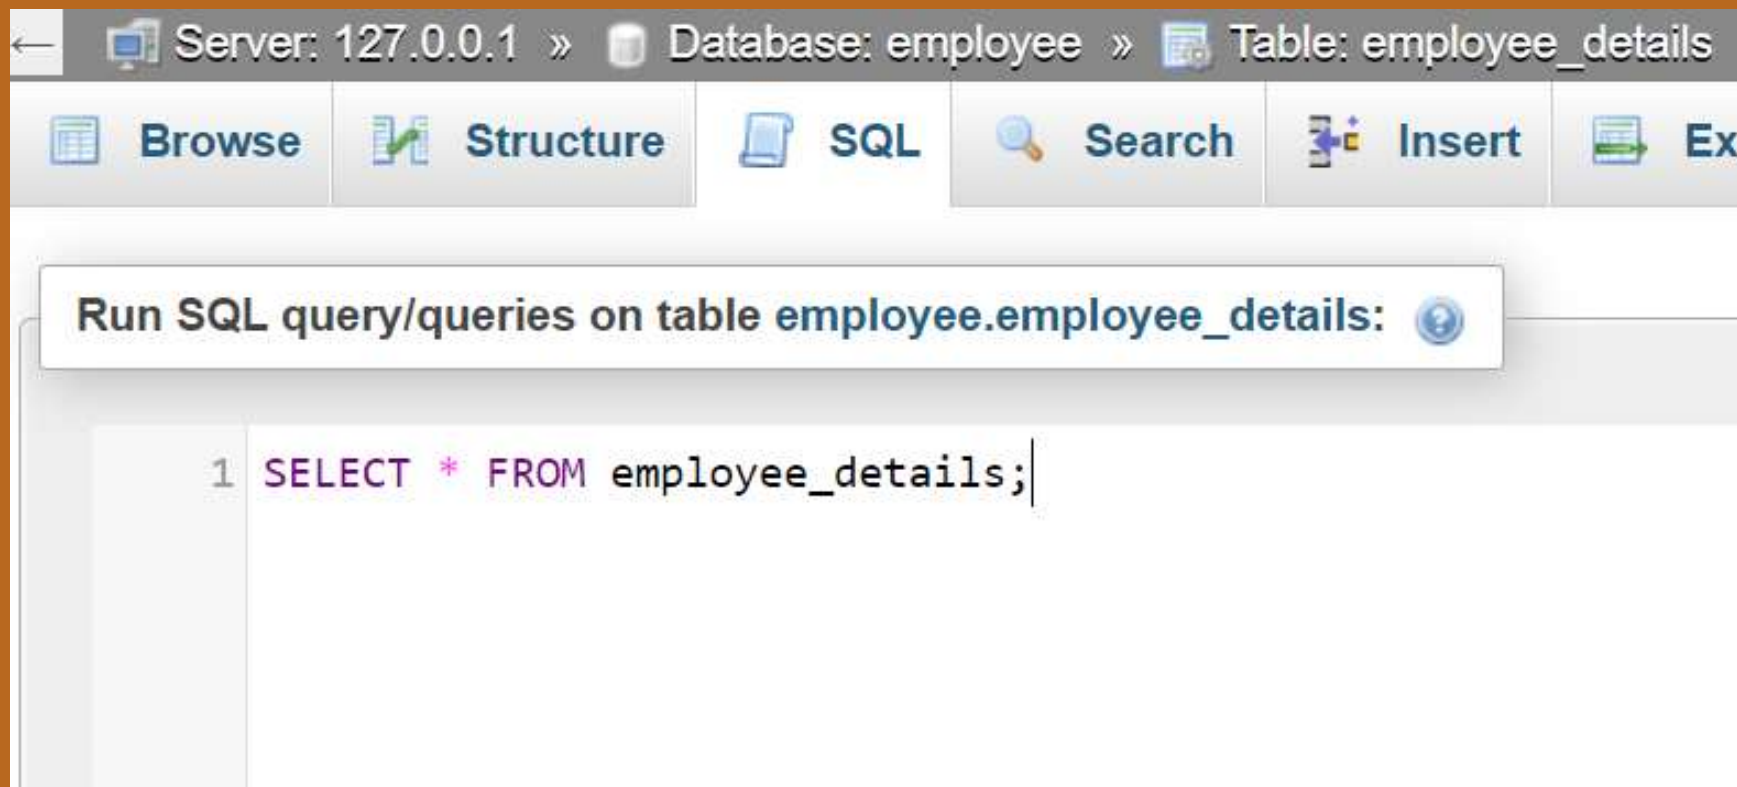 ← Server: 127.0.0.1 » Database: employee » Table: employee_details
Browse Structure SQL Search Insert Ex
Run SQL query/queries on table employee.employee_details:
1 SELECT * FROM employee_details;